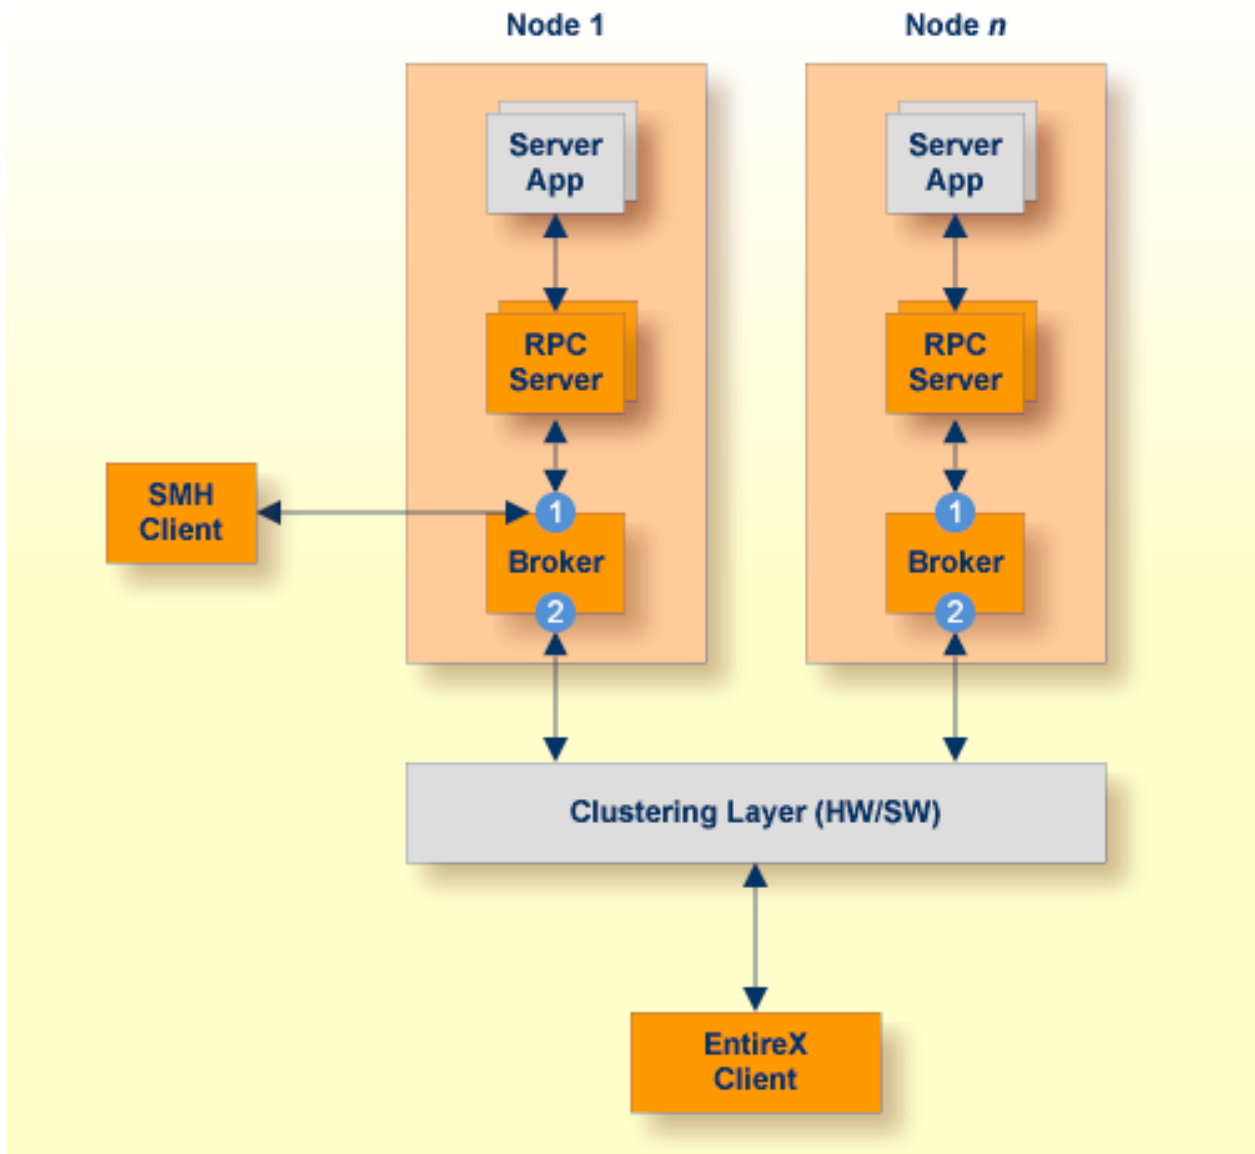 Node 1
Node n
Server
App
Server
App
RPC
Server
RPC
Server
SMH
Client
1
Broker
2
1
Broker
2
Clustering Layer (HW/SW)
EntireX
Client